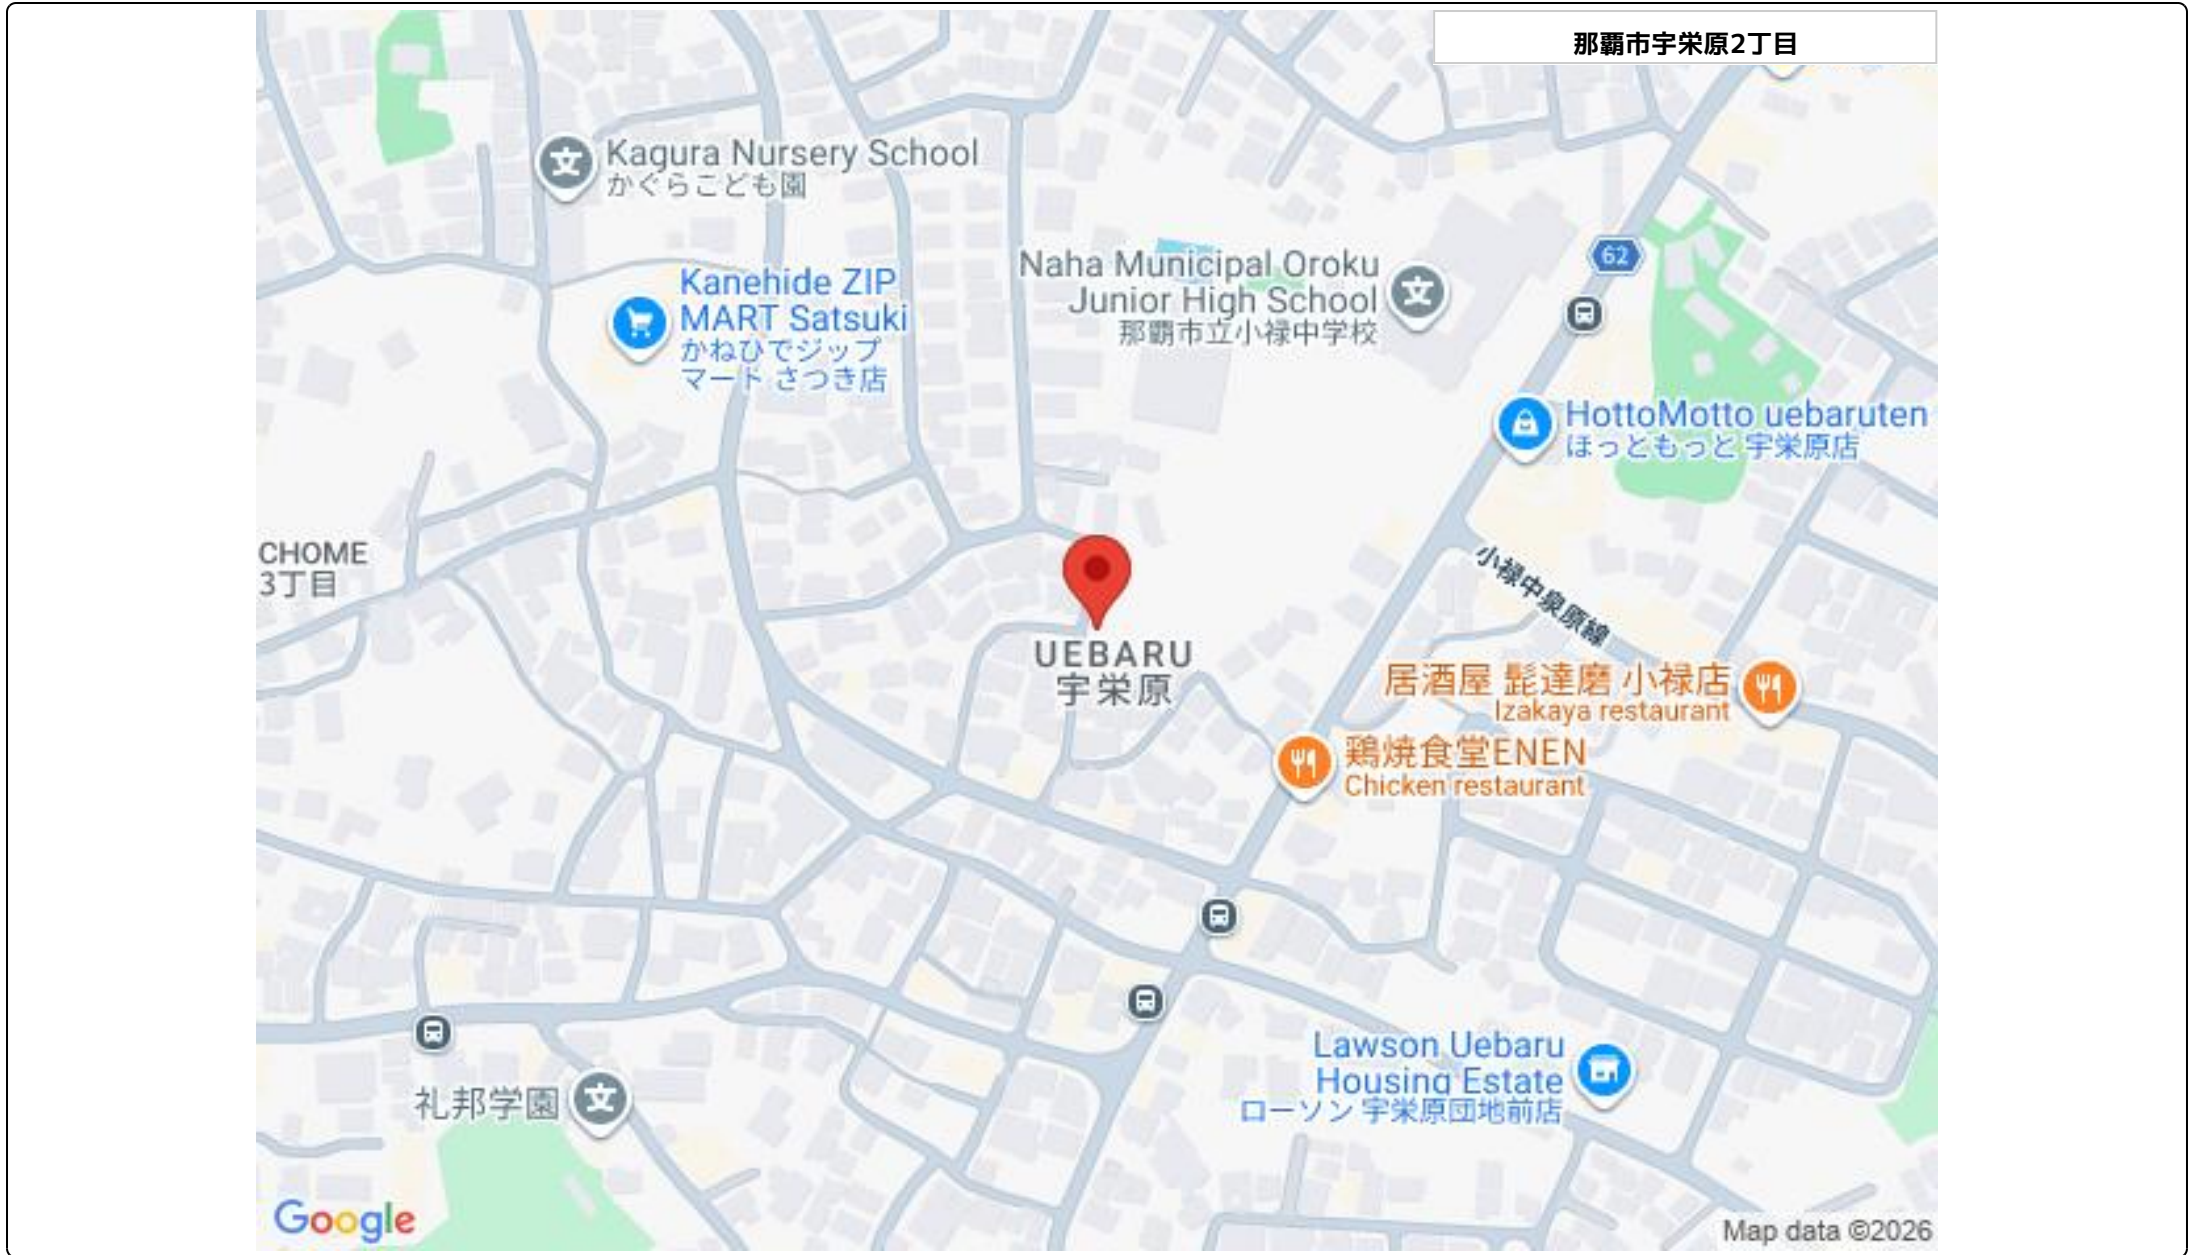 那覇市宇栄原2丁目
Kagura Nursery School
かぐらこども園
Naha Municipal Oroku
Junior High School
那覇市立小禄中学校
62
Kanehide ZIP
MART Satsuki
かねひでジップ
マート さつき店
HottoMotto uebaruten
ほっともっと 宇栄原店
CHOME
3丁目
小禄中泉原線
UEBARU
宇栄原
居酒屋 髭達磨 小禄店
Izakaya restaurant
鶏焼食堂ENEN
Chicken restaurant
Lawson Uebaru
Housing Estate
ローソン 宇栄原団地前店
礼邦学園
Google
Map data ©2026